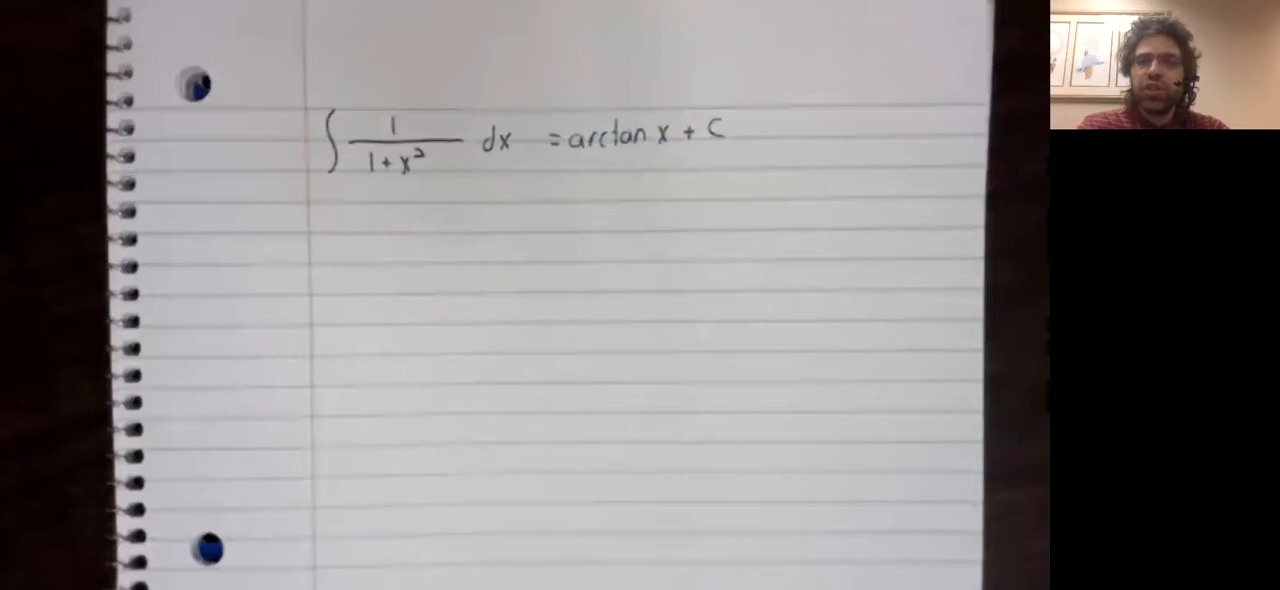 ∫ 1/(1+x²) dx = arctan x + C